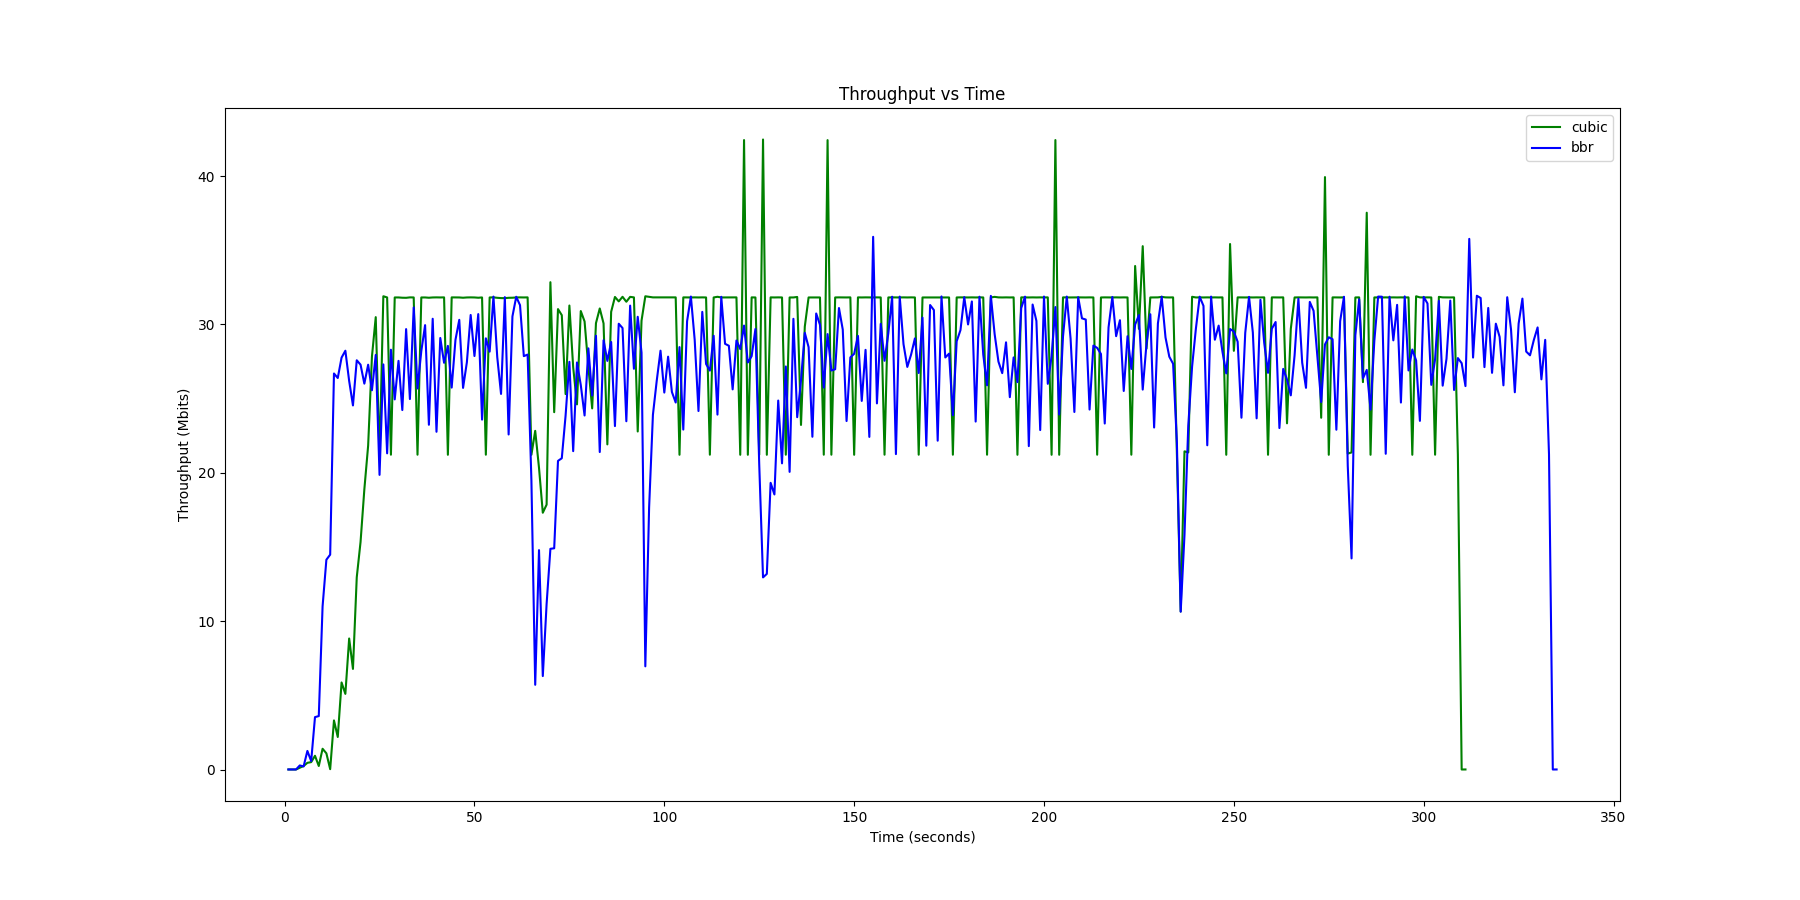 Throughput vs Time
cubic
bbr
Throughput (Mbits)
40
30
20
10
0
0 50 100 150 200 250 300 350
Time (seconds)